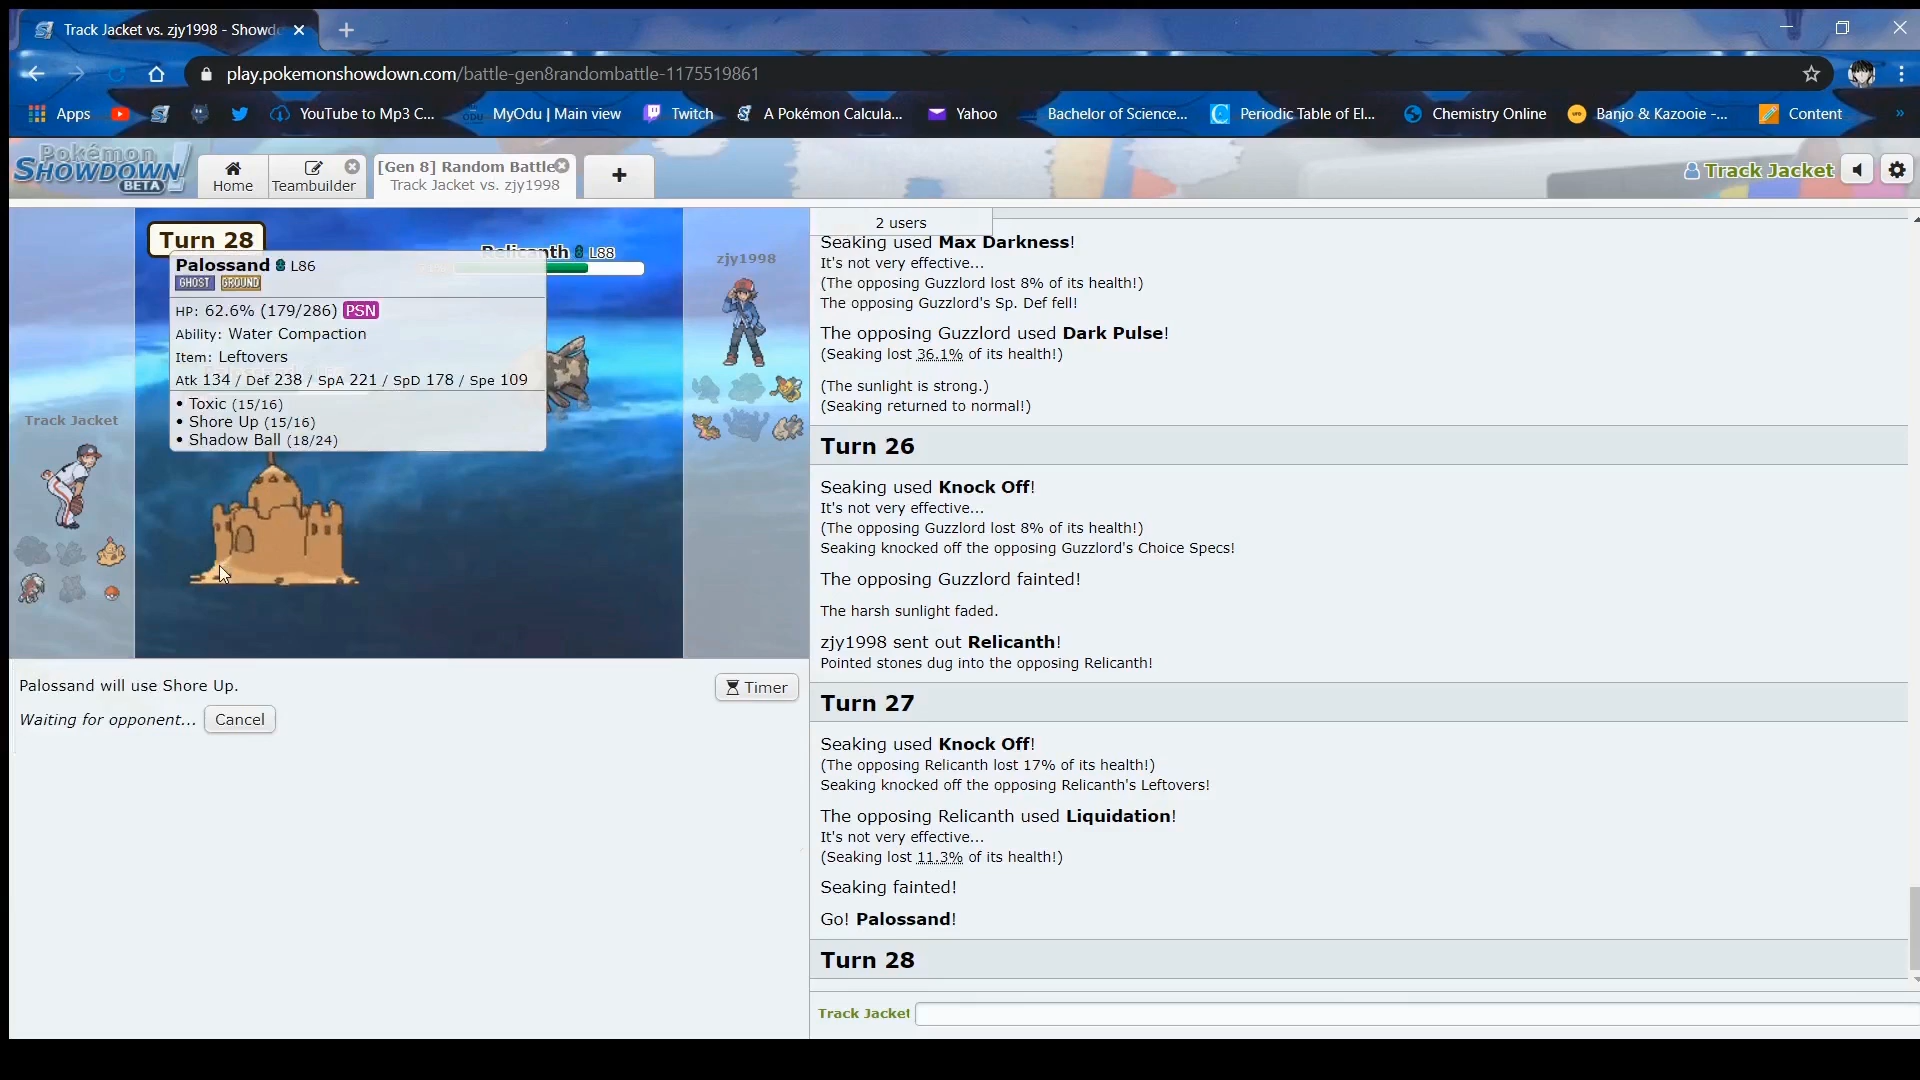 Track Jacket vs. zjy1998 - Showdo
play.pokemonshowdown.com/battle-gen8randombattle-1175519861
Apps
YouTube to Mp3 C...
MyOdu | Main view
Twitch
A Pokémon Calcula...
Yahoo
Bachelor of Science...
Periodic Table of El...
Chemistry Online
Banjo & Kazooie -...
Content
»
Pokémon
SHOWDOWN!
BETA
Home
Teambuilder
[Gen 8] Random Battle
Track Jacket vs. zjy1998
+
Track Jacket
2 users
Turn 28
Relicanth L88
Palossand L86
GHOST GROUND
HP: 62.6% (179/286) PSN
Ability: Water Compaction
Item: Leftovers
Atk 134 / Def 238 / SpA 221 / SpD 178 / Spe 109
• Toxic (15/16)
• Shore Up (15/16)
• Shadow Ball (18/24)
Track Jacket
zjy1998
Palossand will use Shore Up.
Timer
Waiting for opponent...
Cancel
Seaking used Max Darkness!
It's not very effective...
(The opposing Guzzlord lost 8% of its health!)
The opposing Guzzlord's Sp. Def fell!
The opposing Guzzlord used Dark Pulse!
(Seaking lost 36.1% of its health!)
(The sunlight is strong.)
(Seaking returned to normal!)
Turn 26
Seaking used Knock Off!
It's not very effective...
(The opposing Guzzlord lost 8% of its health!)
Seaking knocked off the opposing Guzzlord's Choice Specs!
The opposing Guzzlord fainted!
The harsh sunlight faded.
zjy1998 sent out Relicanth!
Pointed stones dug into the opposing Relicanth!
Turn 27
Seaking used Knock Off!
(The opposing Relicanth lost 17% of its health!)
Seaking knocked off the opposing Relicanth's Leftovers!
The opposing Relicanth used Liquidation!
It's not very effective...
(Seaking lost 11.3% of its health!)
Seaking fainted!
Go! Palossand!
Turn 28
Track Jacket